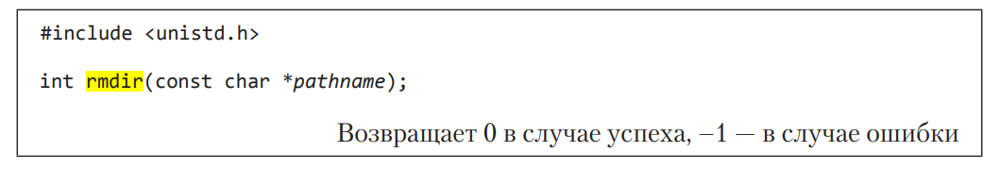 #include <unistd.h>
int rmdir(const char *pathname);
Возвращает 0 в случае успеха, –1 — в случае ошибки